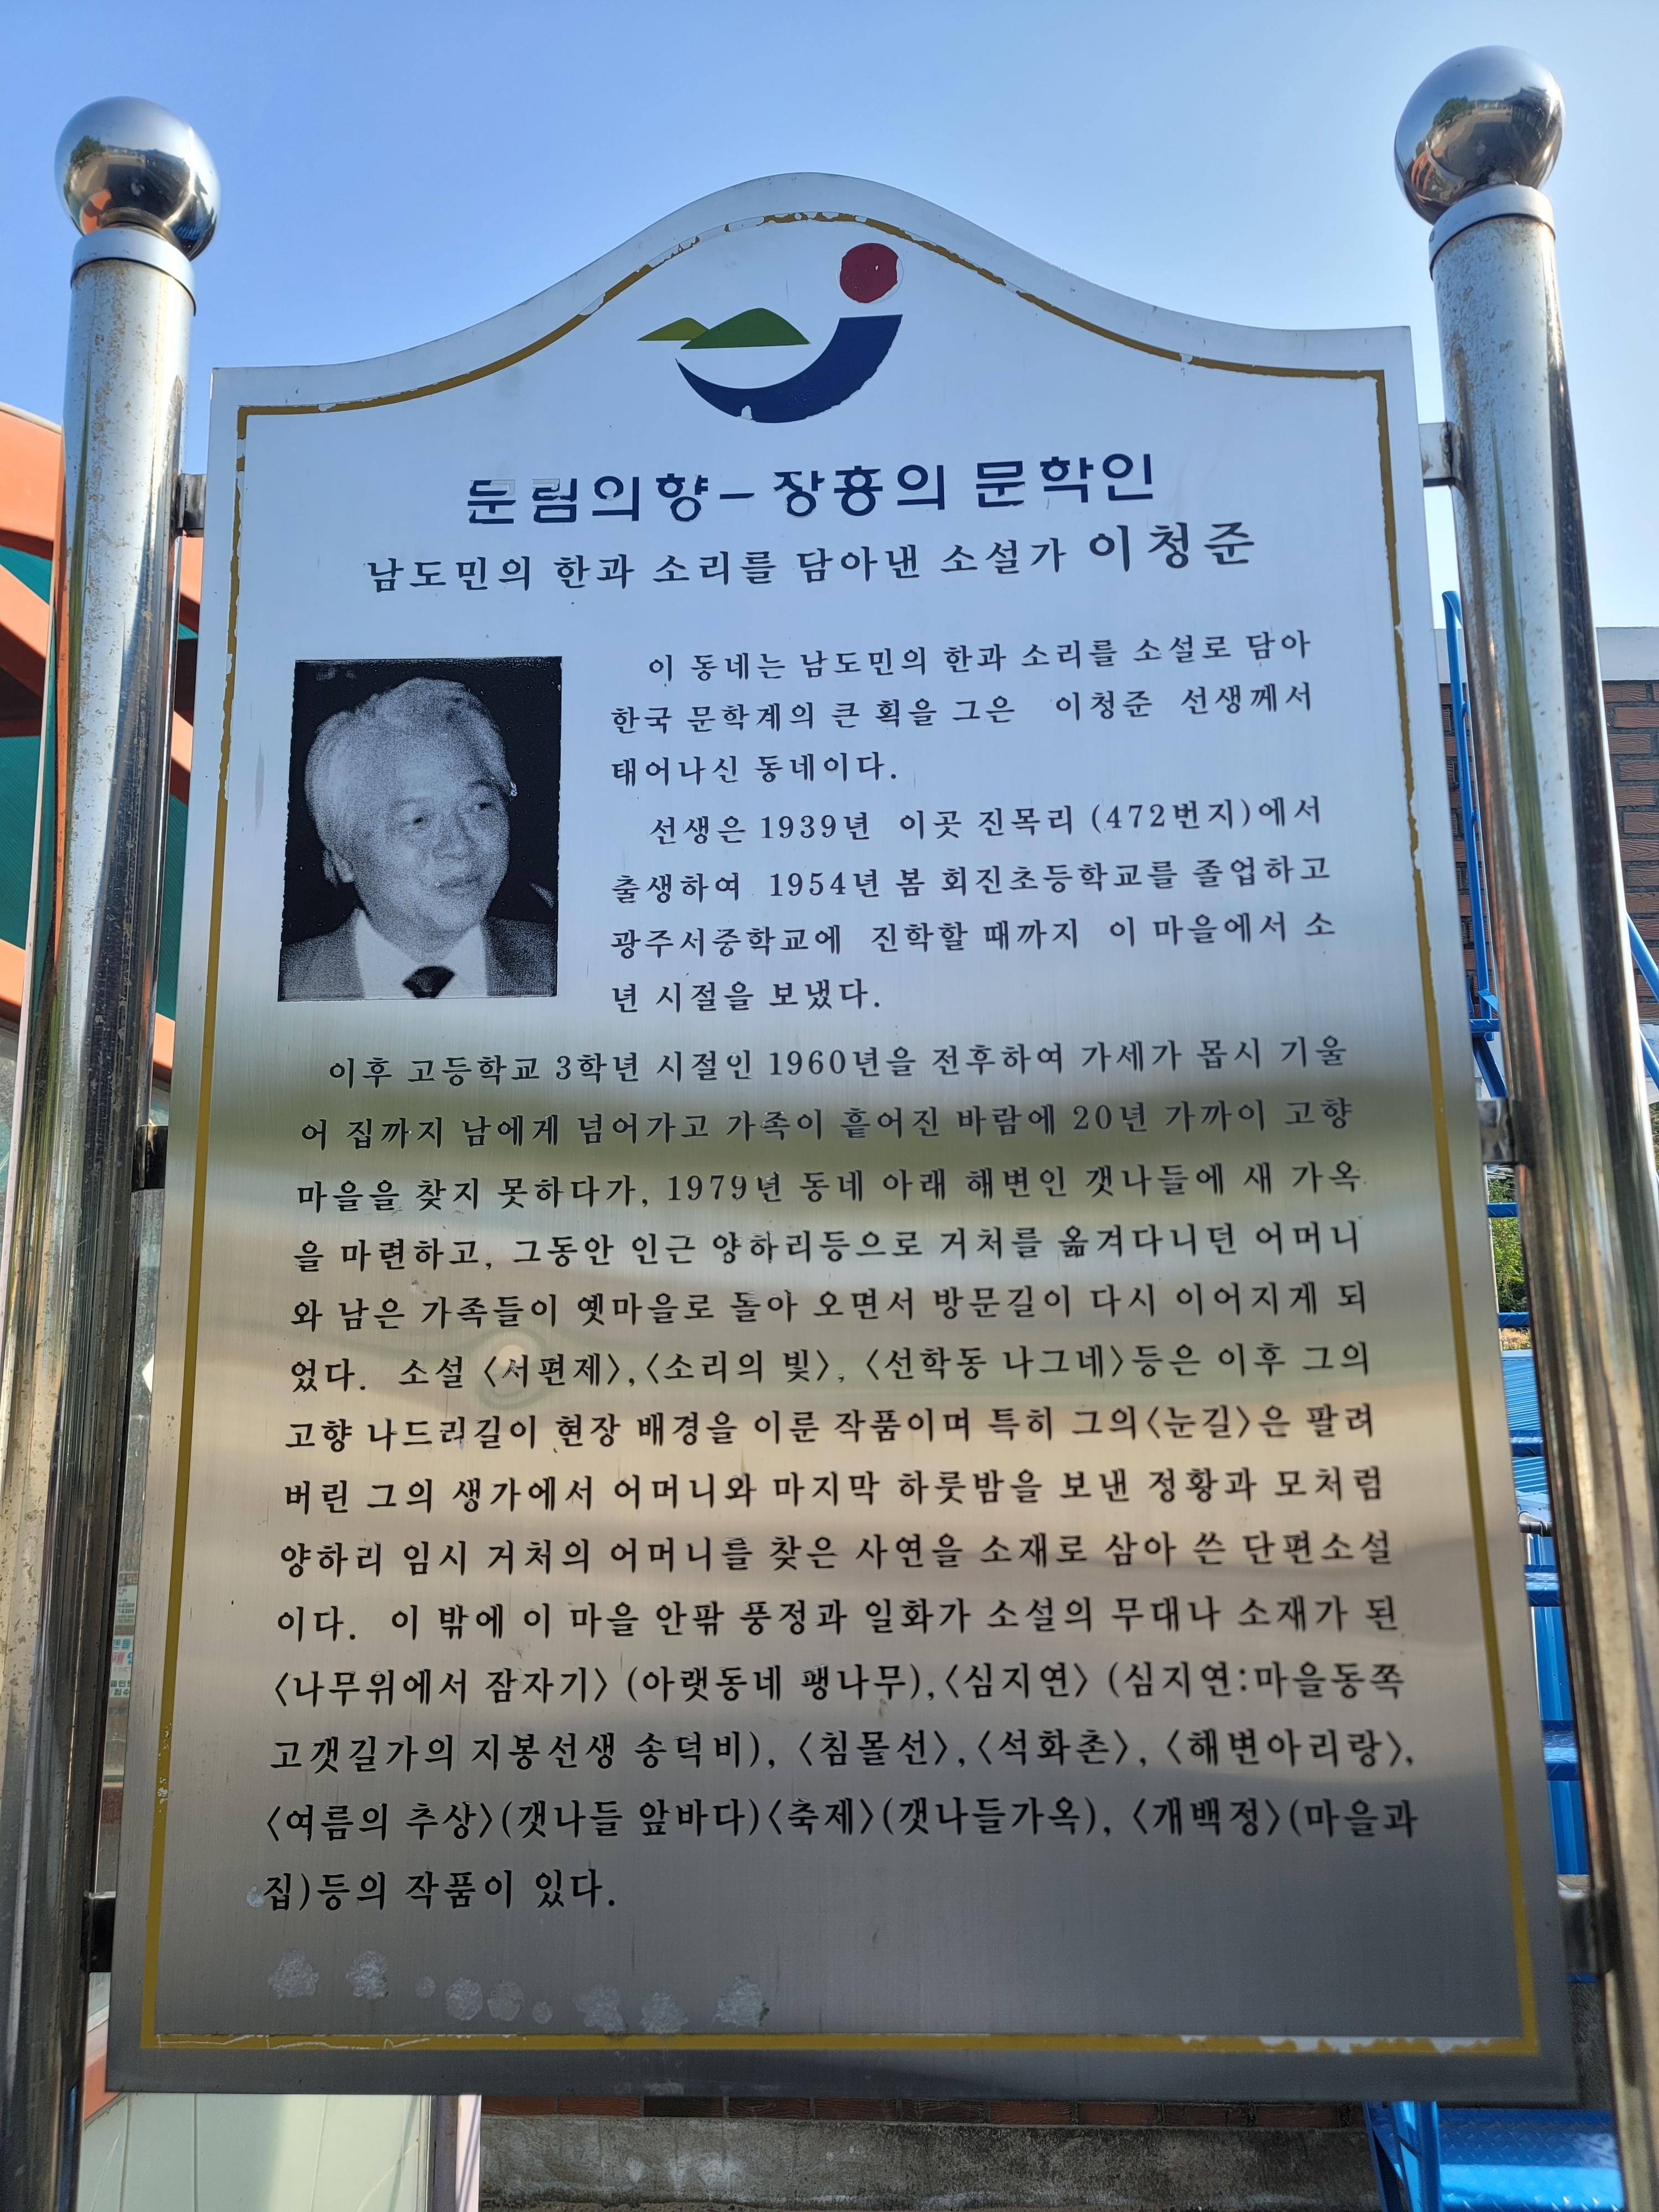 문림의향-장흥의 문학인
남도민의 한과 소리를 담아낸 소설가 이청준
이 동네는 남도민의 한과 소리를 소설로 담아
한국 문학계의 큰 획을 그은 이청준 선생께서
태어나신 동네이다.
선생은 1939년 이곳 진목리 (472번지)에서
출생하여 1954년 봄 회진초등학교를 졸업하고
광주서중학교에 진학할 때까지 이 마을에서 소
년 시절을 보냈다.
이후 고등학교 3학년 시절인 1960년을 전후하여 가세가 몹시 기울
어 집까지 남에게 넘어가고 가족이 흩어진 바람에 20년 가까이 고향
마을을 찾지 못하다가, 1979년 동네 아래 해변인 갯나들에 새 가옥
을 마련하고, 그동안 인근 양하리등으로 거처를 옮겨다니던 어머니
와 남은 가족들이 옛마을로 돌아 오면서 방문길이 다시 이어지게 되
었다. 소설 <서편제>,<소리의 빛>, <선학동 나그네>등은 이후 그의
고향 나드리길이 현장 배경을 이룬 작품이며 특히 그의<눈길>은 팔려
버린 그의 생가에서 어머니와 마지막 하룻밤을 보낸 정황과 모처럼
양하리 임시 거처의 어머니를 찾은 사연을 소재로 삼아 쓴 단편소설
이다. 이 밖에 이 마을 안팎 풍정과 일화가 소설의 무대나 소재가 된
<나무위에서 잠자기> (아랫동네 팽나무),<심지연> (심지연:마을동쪽
고갯길가의 지봉선생 송덕비), <침몰선>,<석화촌>, <해변아리랑>,
<여름의 추상>(갯나들 앞바다)<축제>(갯나들가옥), <개백정>(마을과
집)등의 작품이 있다.